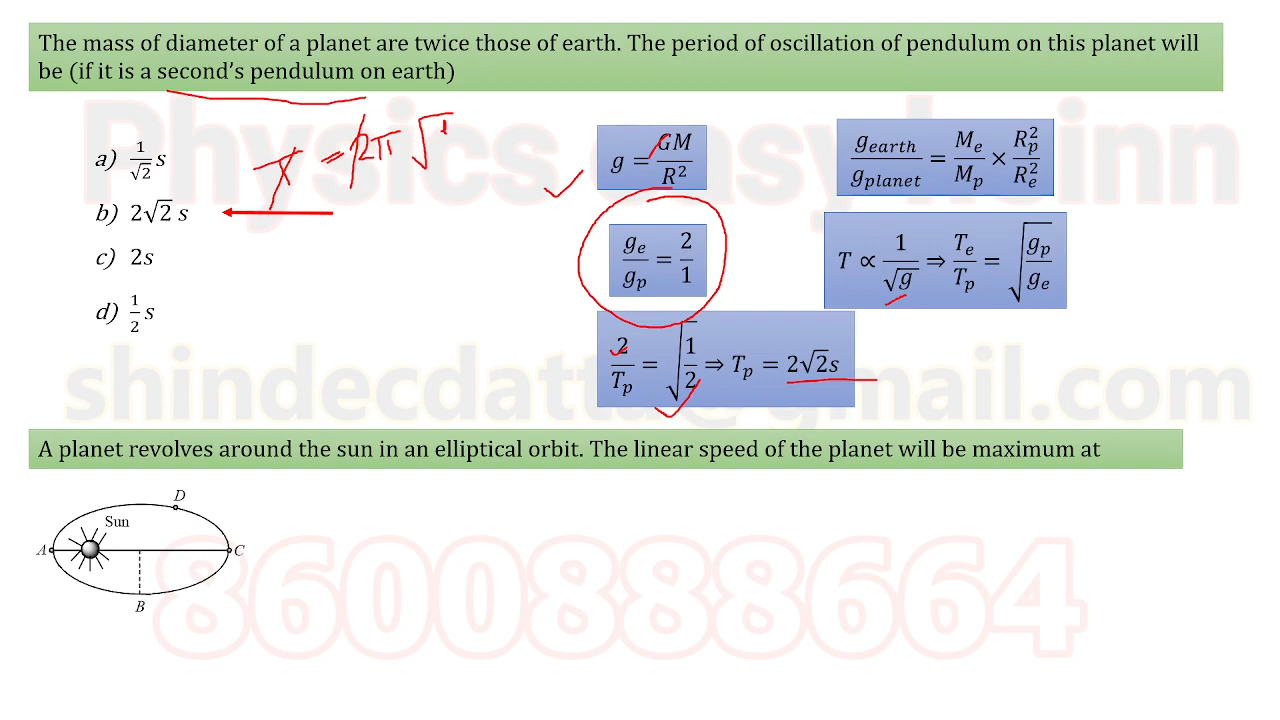 The mass of diameter of a planet are twice those of earth. The period of oscillation of pendulum on this planet will
be (if it is a second's pendulum on earth)
Physics easy hsinn
a) 1/√2 s
b) 2√2 s
c) 2s
d) 1/2 s
T = 2π √
g = GM/R²
g_earth/g_planet = M_e/M_p × R_p²/R_e²
g_e/g_p = 2/1
T ∝ 1/√g ⇒ T_e/T_p = √(g_p/g_e)
2/T_p = √(1/2) ⇒ T_p = 2√2s
shindecdatta@gmail.com
A planet revolves around the sun in an elliptical orbit. The linear speed of the planet will be maximum at
D
Sun
A
C
B
8600888664